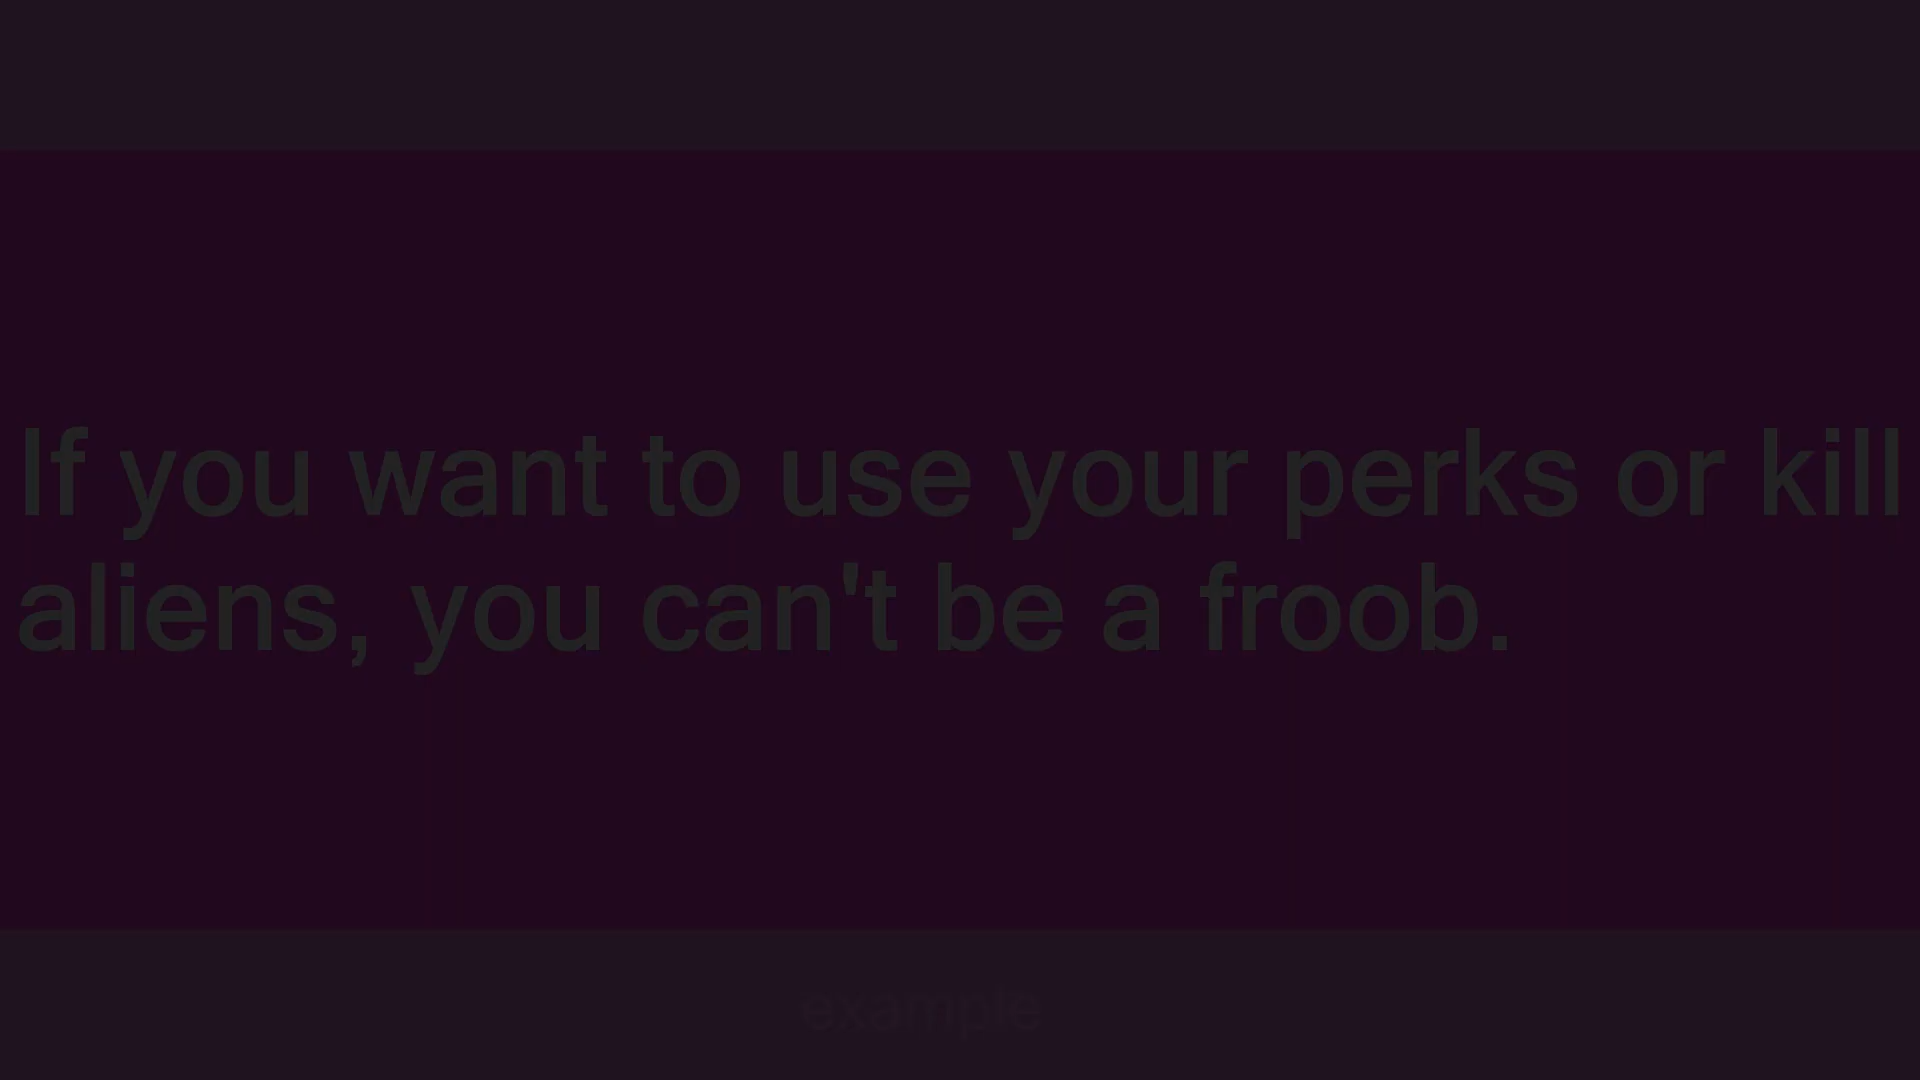 If you want to use your perks or kill
aliens, you can't be a froob.
example